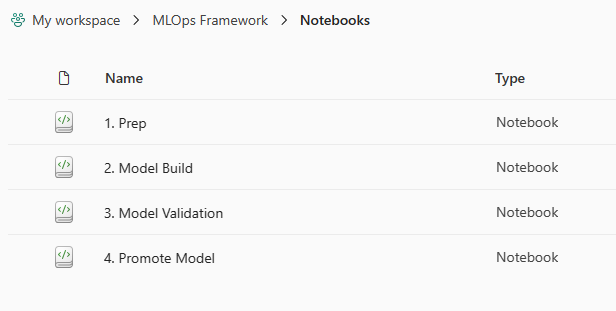 My workspace > MLOps Framework > Notebooks
Name Type
1. Prep Notebook
2. Model Build Notebook
3. Model Validation Notebook
4. Promote Model Notebook